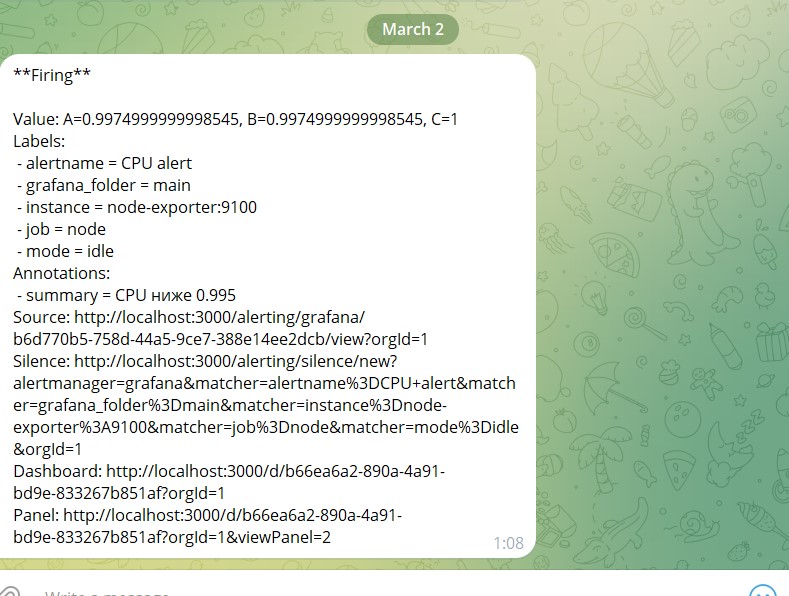 March 2
**Firing**
Value: A=0.9974999999998545, B=0.9974999999998545, C=1
Labels:
- alertname = CPU alert
- grafana_folder = main
- instance = node-exporter:9100
- job = node
- mode = idle
Annotations:
- summary = CPU ниже 0.995
Source: http://localhost:3000/alerting/grafana/
b6d770b5-758d-44a5-9ce7-388e14ee2dcb/view?orgId=1
Silence: http://localhost:3000/alerting/silence/new?
alertmanager=grafana&matcher=alertname%3DCPU+alert&match
er=grafana_folder%3Dmain&matcher=instance%3Dnode-
exporter%3A9100&matcher=job%3Dnode&matcher=mode%3Didle
&orgId=1
Dashboard: http://localhost:3000/d/b66ea6a2-890a-4a91-
bd9e-833267b851af?orgId=1
Panel: http://localhost:3000/d/b66ea6a2-890a-4a91-
bd9e-833267b851af?orgId=1&viewPanel=2
1:08
Write a message...